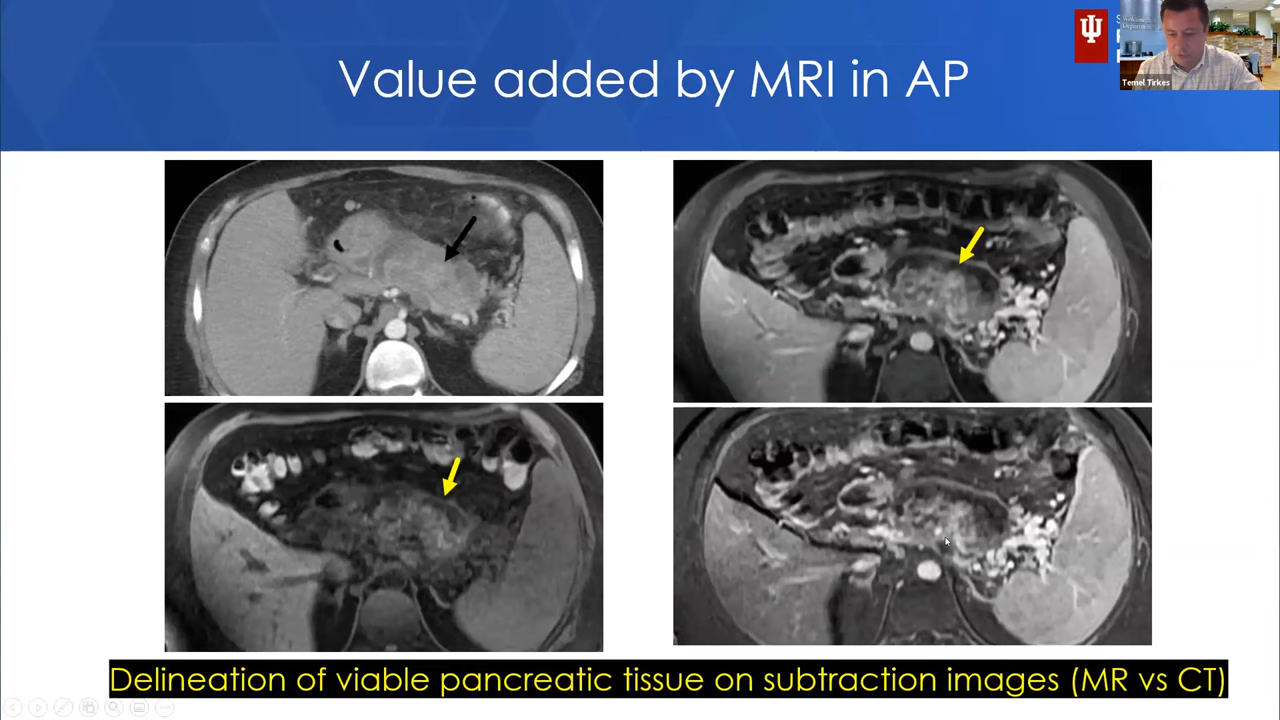 Value added by MRI in AP
Temel Tirkes
Delineation of viable pancreatic tissue on subtraction images (MR vs CT)